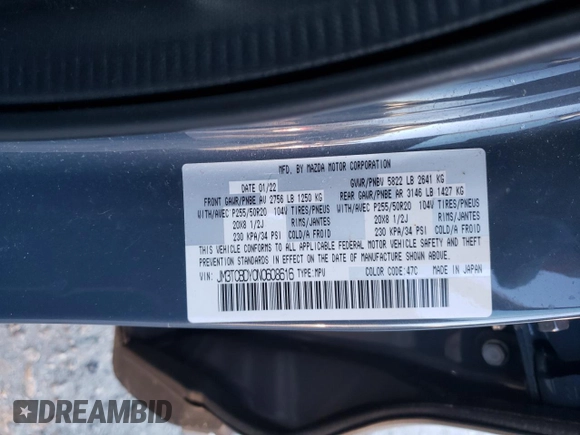 MFD. BY MAZDA MOTOR CORPORATION
DATE 01/22 GVWR/PNBV 5822 LB 2641 KG
FRONT GAWR/PNBE AV 2756 LB 1250 KG REAR GAWR/PNBE AR 3146 LB 1427 KG
WITH/AVEC P255/50R20 104V TIRES/PNEUS WITH/AVEC P255/50R20 104V TIRES/PNEUS
20X8 1/2J RIMS/JANTES 20X8 1/2J RIMS/JANTES
230 KPA/34 PSI COLD/A FROID 230 KPA/34 PSI COLD/A FROID
THIS VEHICLE CONFORMS TO ALL APPLICABLE FEDERAL MOTOR VEHICLE SAFETY AND THEFT
PREVENTION STANDARDS IN EFFECT ON THE DATE OF MANUFACTURE SHOWN ABOVE.
VIN: JM3TCBDY0N0608616 TYPE: MPV COLOR CODE: 47C MADE IN JAPAN
DREAMBID